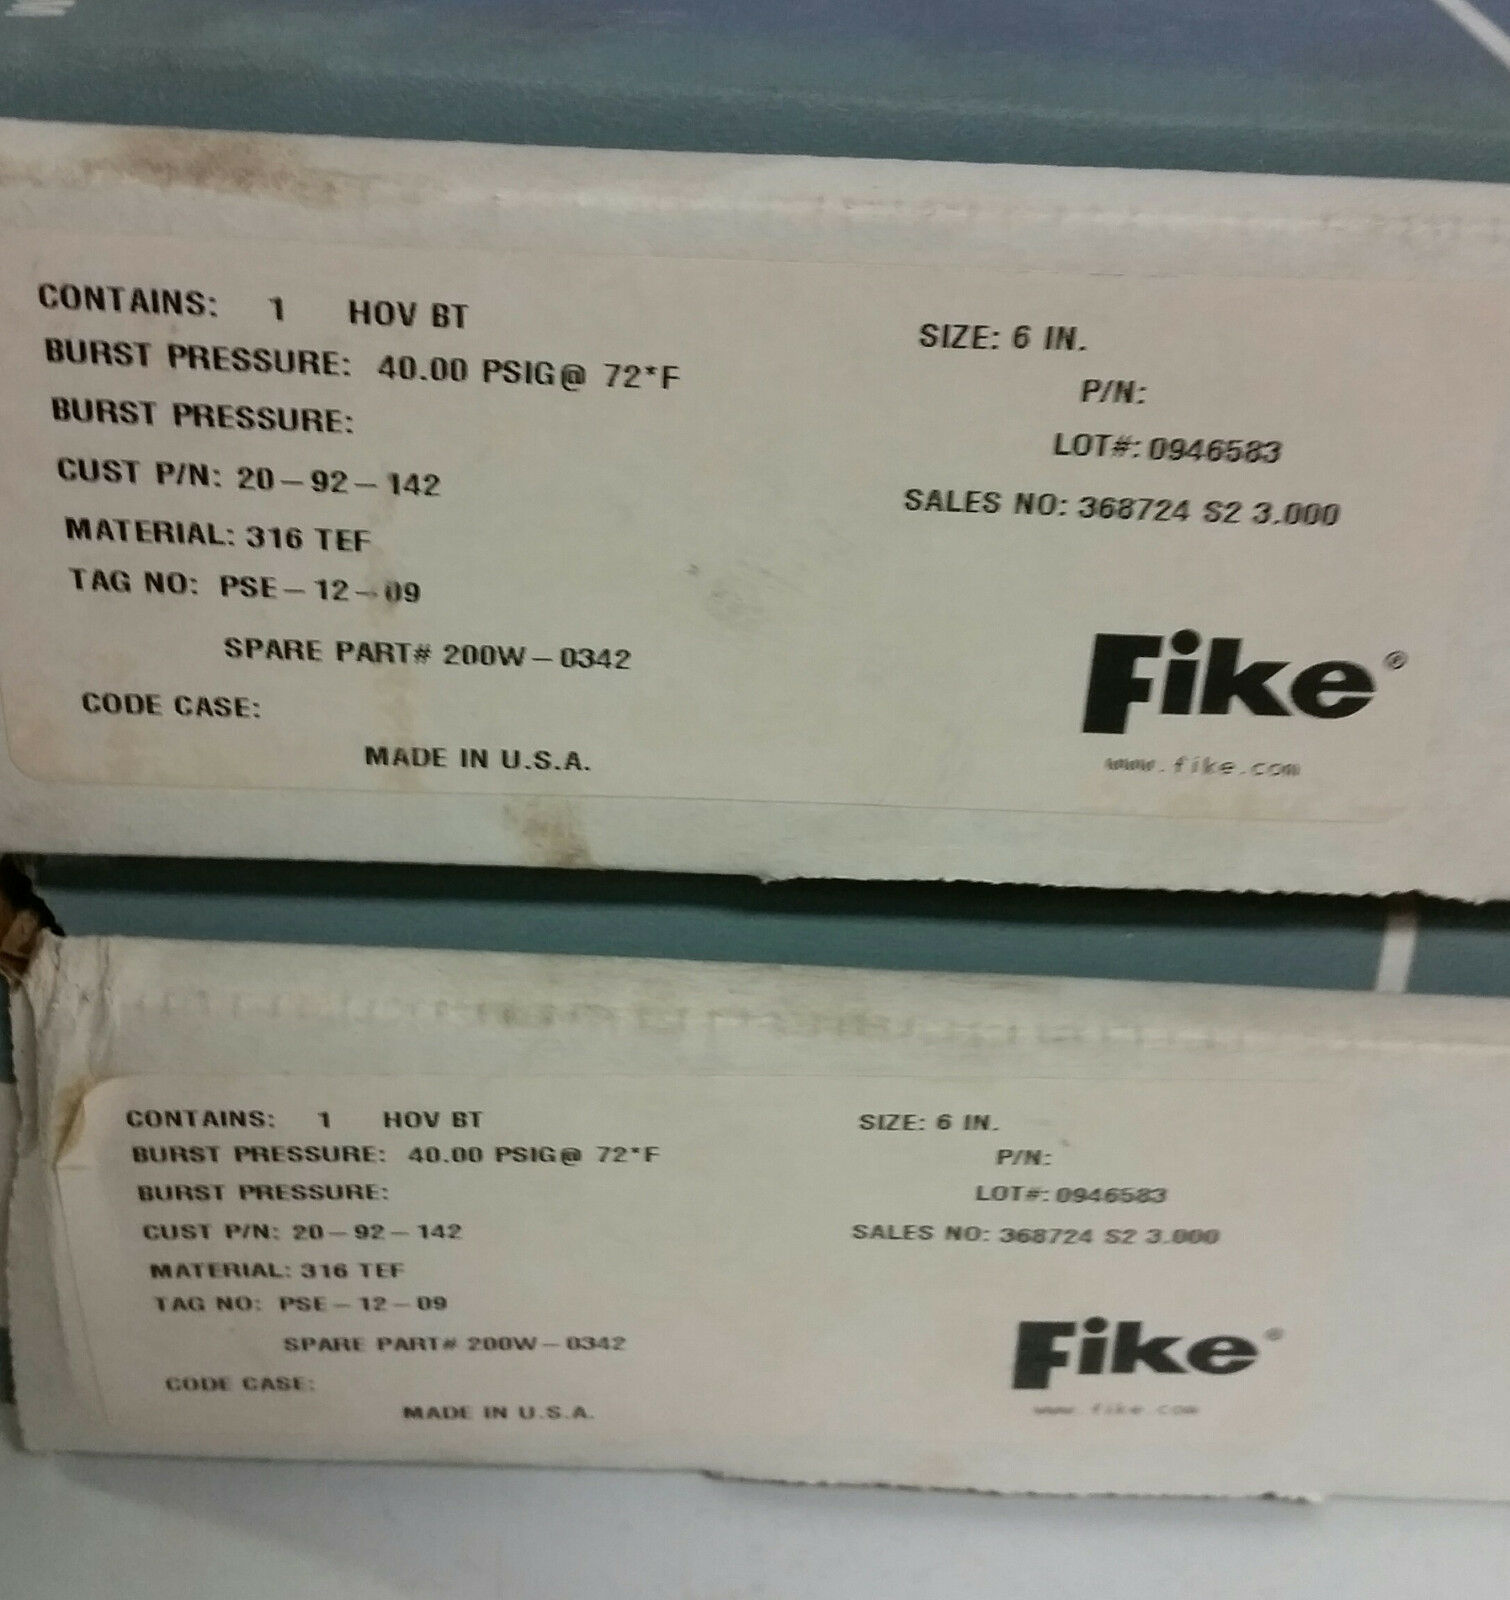 CONTAINS: 1 HOV BT
BURST PRESSURE: 40.00 PSIG@ 72*F
BURST PRESSURE:
CUST P/N: 20-92-142
MATERIAL: 316 TEF
TAG NO: PSE-12-09
SPARE PART# 200W-0342
CODE CASE:
MADE IN U.S.A.
SIZE: 6 IN.
P/N:
LOT#: 0946583
SALES NO: 368724 S2 3.000
Fike®
www.fike.com
CONTAINS: 1 HOV BT
BURST PRESSURE: 40.00 PSIG@ 72*F
BURST PRESSURE:
CUST P/N: 20-92-142
MATERIAL: 316 TEF
TAG NO: PSE-12-09
SPARE PART# 200W-0342
CODE CASE:
MADE IN U.S.A.
SIZE: 6 IN.
P/N:
LOT#: 0946583
SALES NO: 368724 S2 3.000
Fike®
www.fike.com